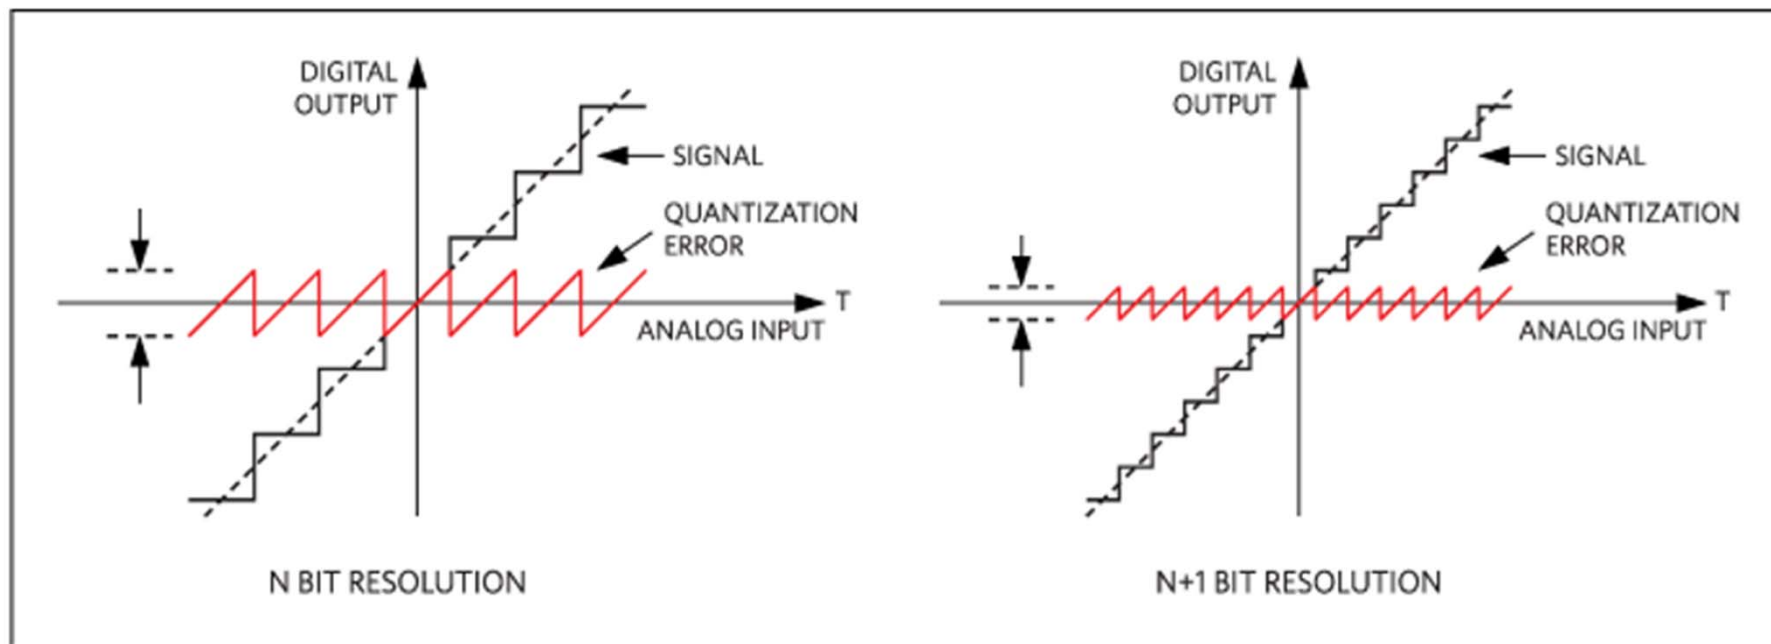 DIGITAL
OUTPUT
SIGNAL
QUANTIZATION
ERROR
T
ANALOG INPUT
N BIT RESOLUTION
DIGITAL
OUTPUT
SIGNAL
QUANTIZATION
ERROR
T
ANALOG INPUT
N+1 BIT RESOLUTION